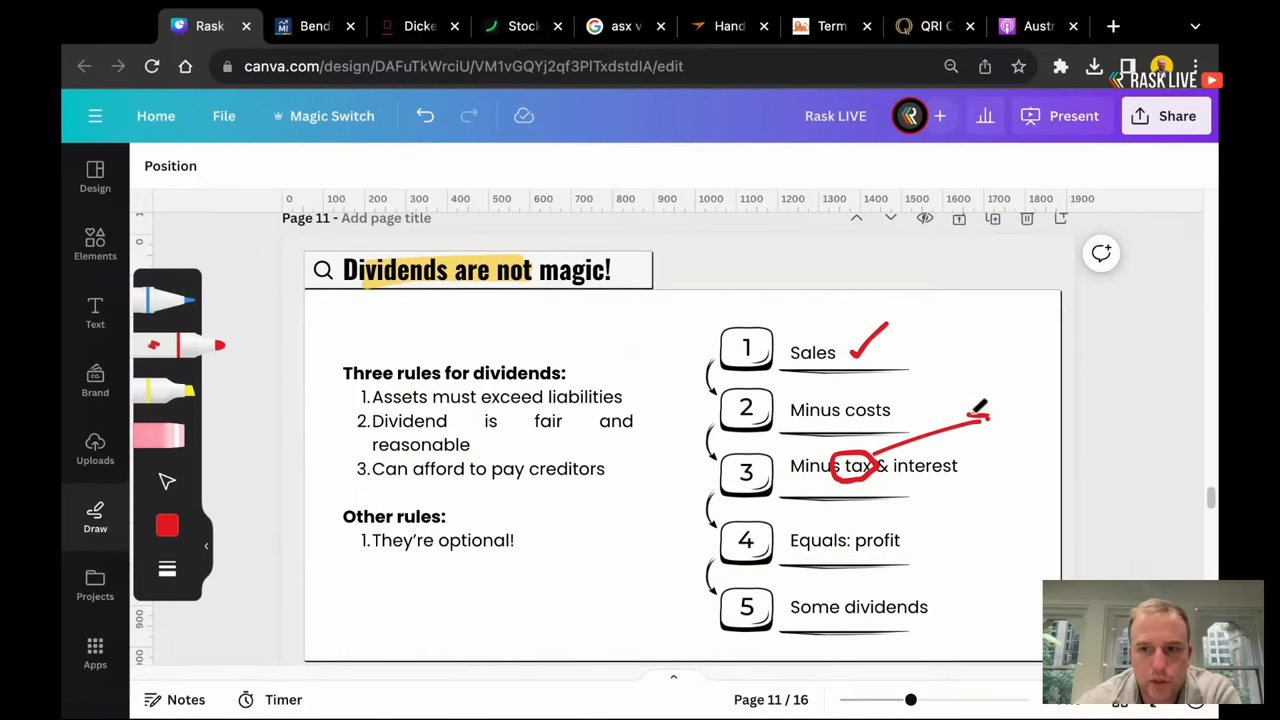 Rask
Bendi
Dicke
Stock
asx v
Hand
Term
QRI C
Austr
canva.com/design/DAFuTkWrciU/VM1vGQYj2qf3PITxdstdIA/edit
RASK LIVE
Home
File
Magic Switch
Rask LIVE
Present
Share
Position
Design
Elements
Text
Brand
Uploads
Draw
Projects
Apps
0 100 200 300 400 500 600 700 800 900 1000 1100 1200 1300 1400 1500 1600 1700 1800 1900
Page 11 - Add page title
Dividends are not magic!
Three rules for dividends:
1. Assets must exceed liabilities
2. Dividend is fair and
reasonable
3. Can afford to pay creditors
Other rules:
1. They're optional!
1 Sales
2 Minus costs
3 Minus tax & interest
4 Equals: profit
5 Some dividends
Notes
Timer
Page 11 / 16